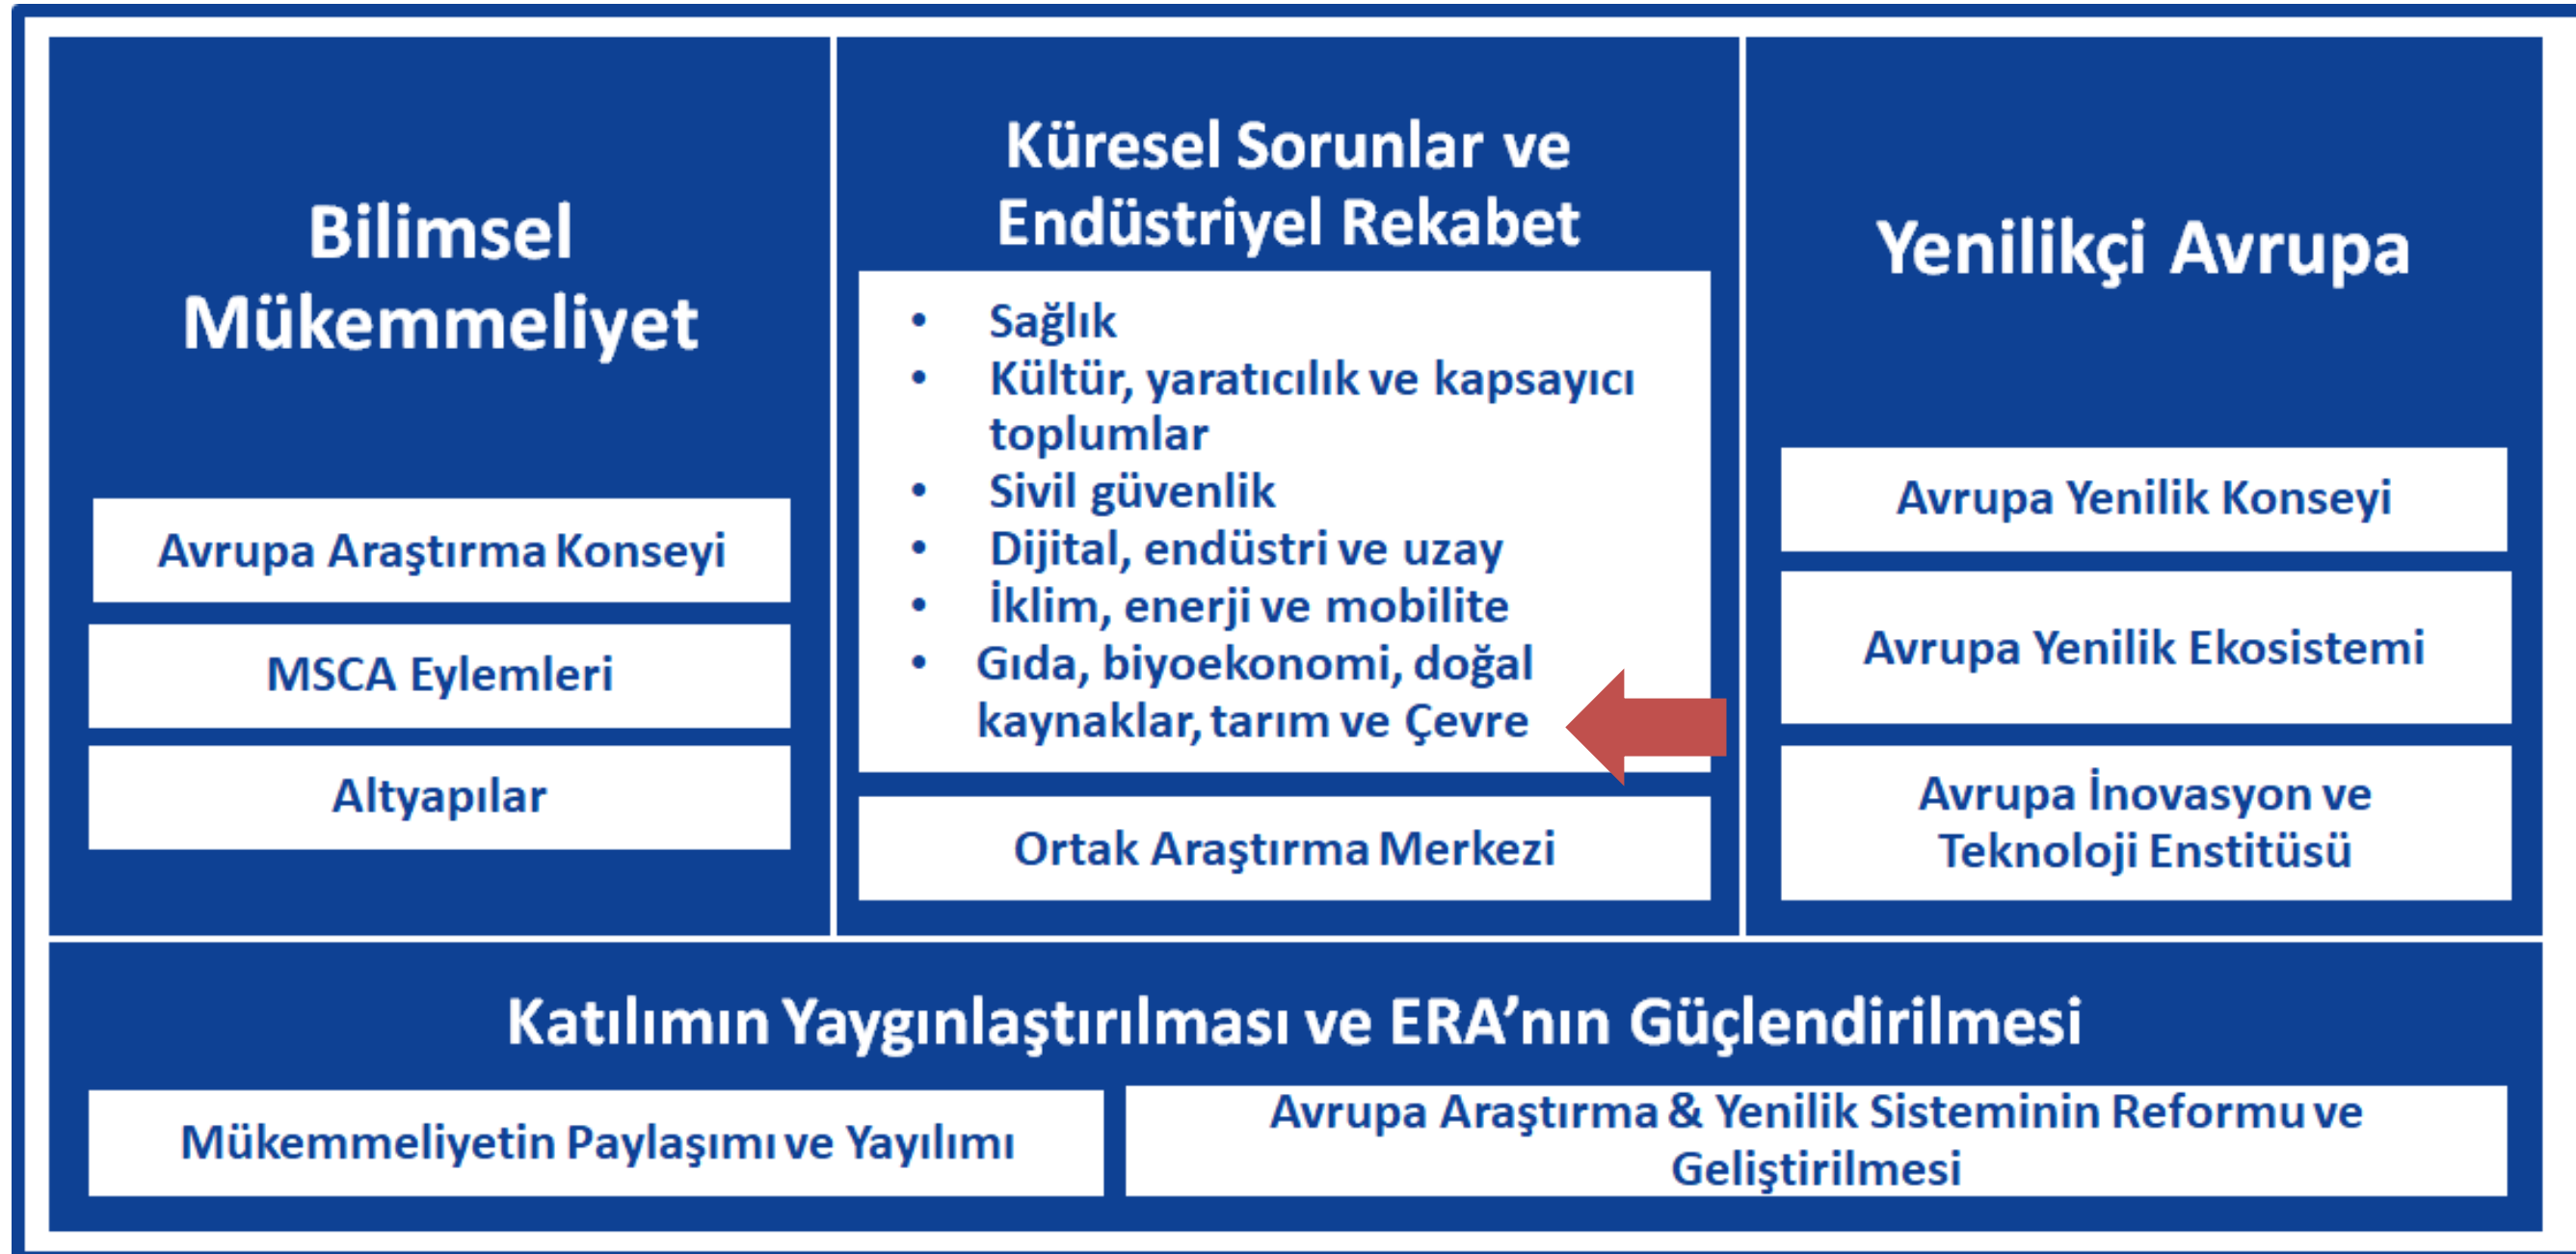 Bilimsel
Mükemmeliyet
Avrupa Araştırma Konseyi
MSCA Eylemleri
Altyapılar
Küresel Sorunlar ve
Endüstriyel Rekabet
• Sağlık
• Kültür, yaratıcılık ve kapsayıcı
toplumlar
• Sivil güvenlik
• Dijital, endüstri ve uzay
• İklim, enerji ve mobilite
• Gıda, biyoekonomi, doğal
kaynaklar, tarım ve Çevre
Ortak Araştırma Merkezi
Yenilikçi Avrupa
Avrupa Yenilik Konseyi
Avrupa Yenilik Ekosistemi
Avrupa İnovasyon ve
Teknoloji Enstitüsü
Katılımın Yaygınlaştırılması ve ERA’nın Güçlendirilmesi
Mükemmeliyetin Paylaşımı ve Yayılımı
Avrupa Araştırma & Yenilik Sisteminin Reformu ve
Geliştirilmesi